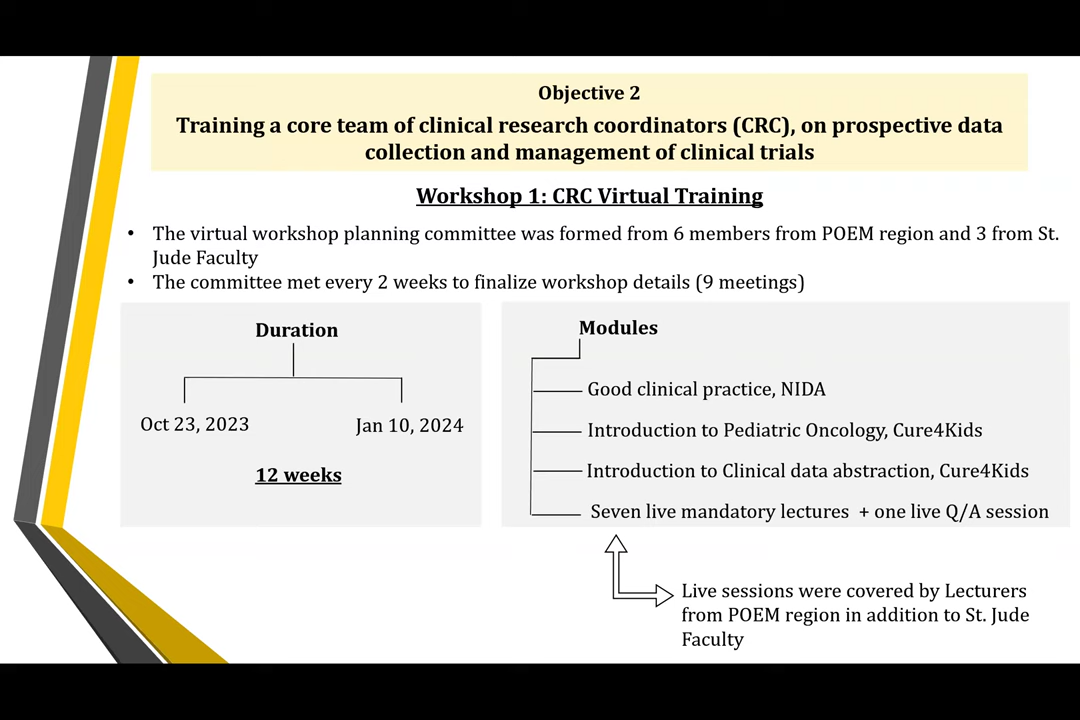 Objective 2
Training a core team of clinical research coordinators (CRC), on prospective data
collection and management of clinical trials
Workshop 1: CRC Virtual Training
• The virtual workshop planning committee was formed from 6 members from POEM region and 3 from St.
Jude Faculty
• The committee met every 2 weeks to finalize workshop details (9 meetings)
Duration
Oct 23, 2023
Jan 10, 2024
12 weeks
Modules
Good clinical practice, NIDA
Introduction to Pediatric Oncology, Cure4Kids
Introduction to Clinical data abstraction, Cure4Kids
Seven live mandatory lectures + one live Q/A session
Live sessions were covered by Lecturers
from POEM region in addition to St. Jude
Faculty